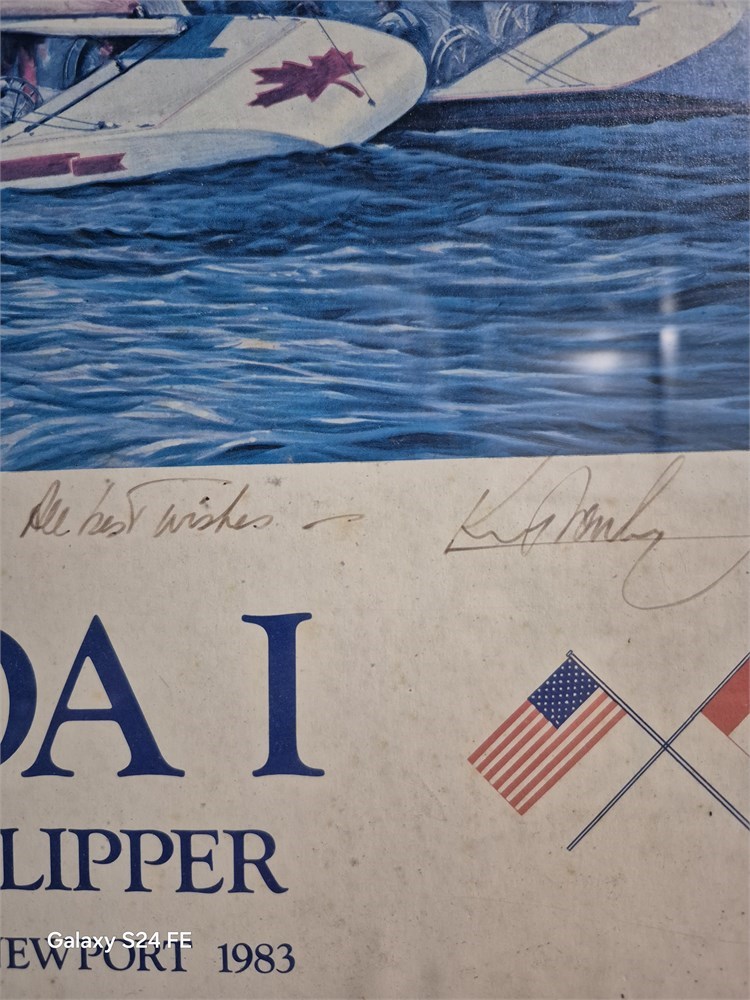 All best wishes —
DA I
LIPPER
NEWPORT 1983
Galaxy S24 FE